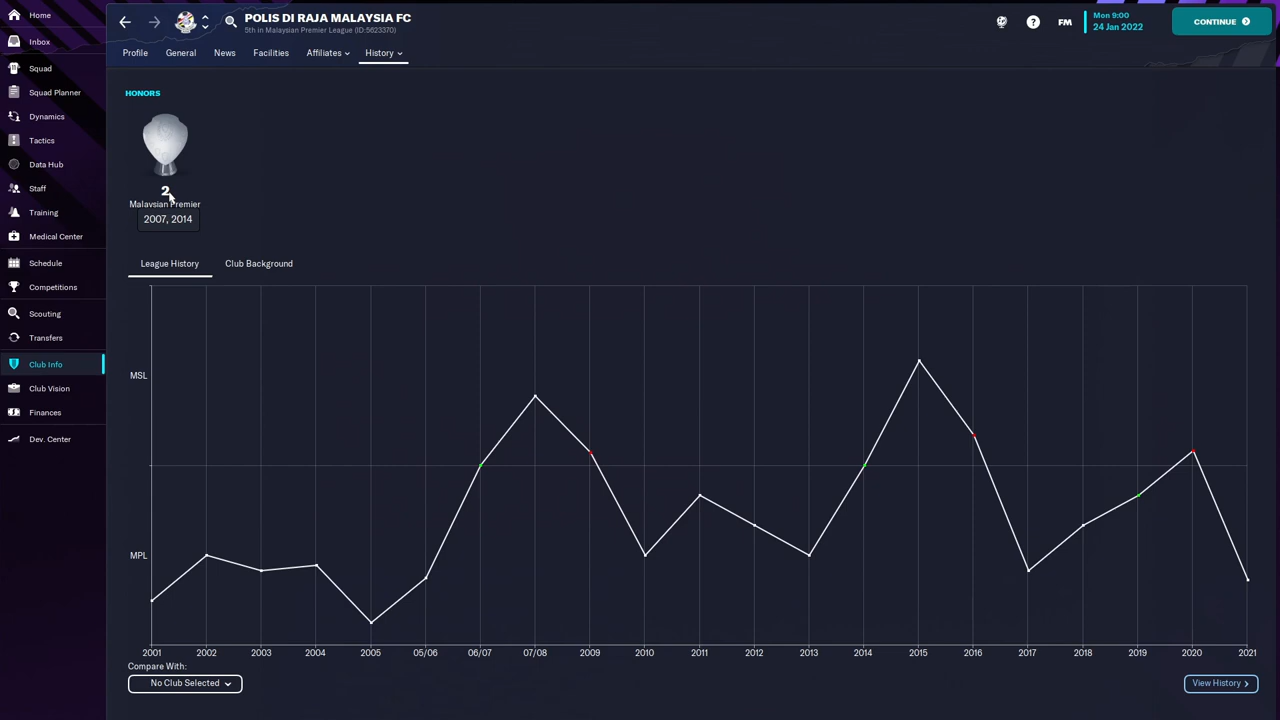 Home
Inbox
Squad
Squad Planner
Dynamics
Tactics
Data Hub
Staff
Training
Medical Center
Schedule
Competitions
Scouting
Transfers
Club Info
Club Vision
Finances
Dev. Center
POLIS DI RAJA MALAYSIA FC
5th in Malaysian Premier League (ID:5623370)
FM
Mon 9:00
24 Jan 2022
CONTINUE
Profile
General
News
Facilities
Affiliates
History
HONORS
2
Malaysian Premier
2007, 2014
League History
Club Background
MSL
MPL
2001 2002 2003 2004 2005 05/06 06/07 07/08 2009 2010 2011 2012 2013 2014 2015 2016 2017 2018 2019 2020 2021
Compare With:
No Club Selected
View History